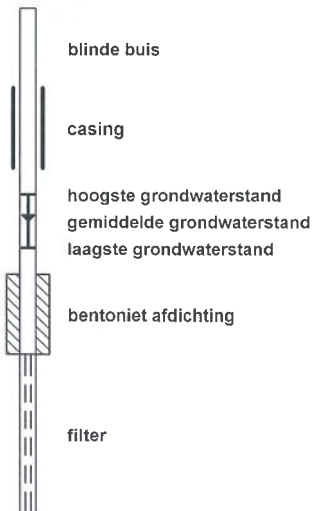 blinde buis
casing
hoogste grondwaterstand
gemiddelde grondwaterstand
laagste grondwaterstand
bentoniet afdichting
filter